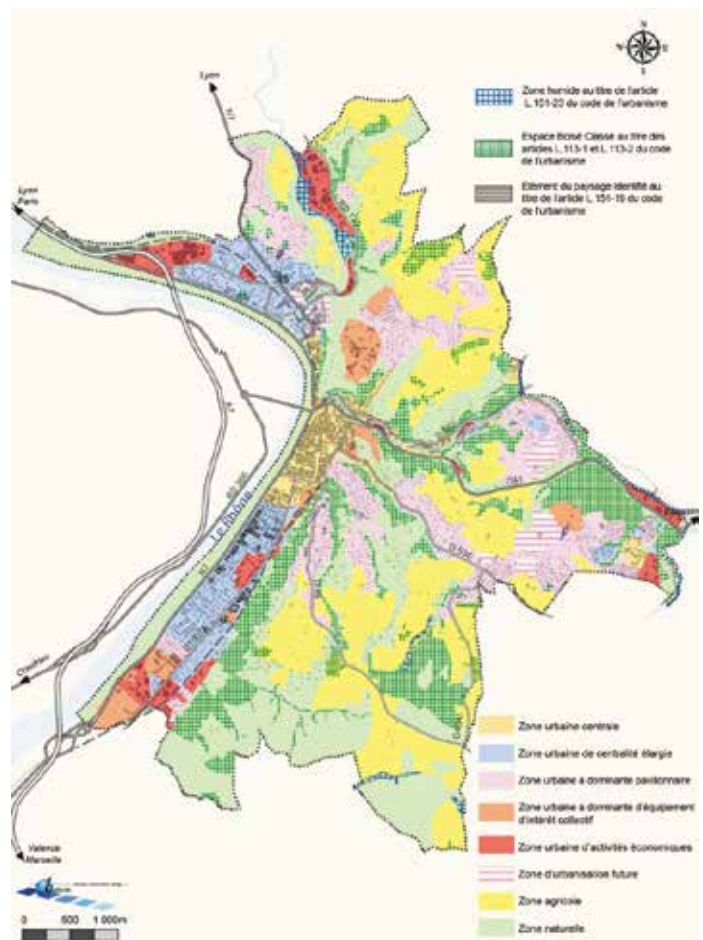 N
S
Lyon
Lyon
Paris
Zone humide au titre de l'article
L.151-23 du code de l'urbanisme
Espace Boisé Classé au titre des
articles L.113-1 et L.113-2 du code
de l'urbanisme
Elément du paysage identifié au
titre de l'article L 151-19 du code
de l'urbanisme
A7
Le Rhône
N7
Valence
Marseille
Zone urbaine centrale
Zone urbaine de centralité élargie
Zone urbaine à dominante pavillonnaire
Zone urbaine à dominante d'équipement
d'intérêt collectif
Zone urbaine d'activités économiques
Zone d'urbanisation future
Zone agricole
Zone naturelle
0 500 1 000m